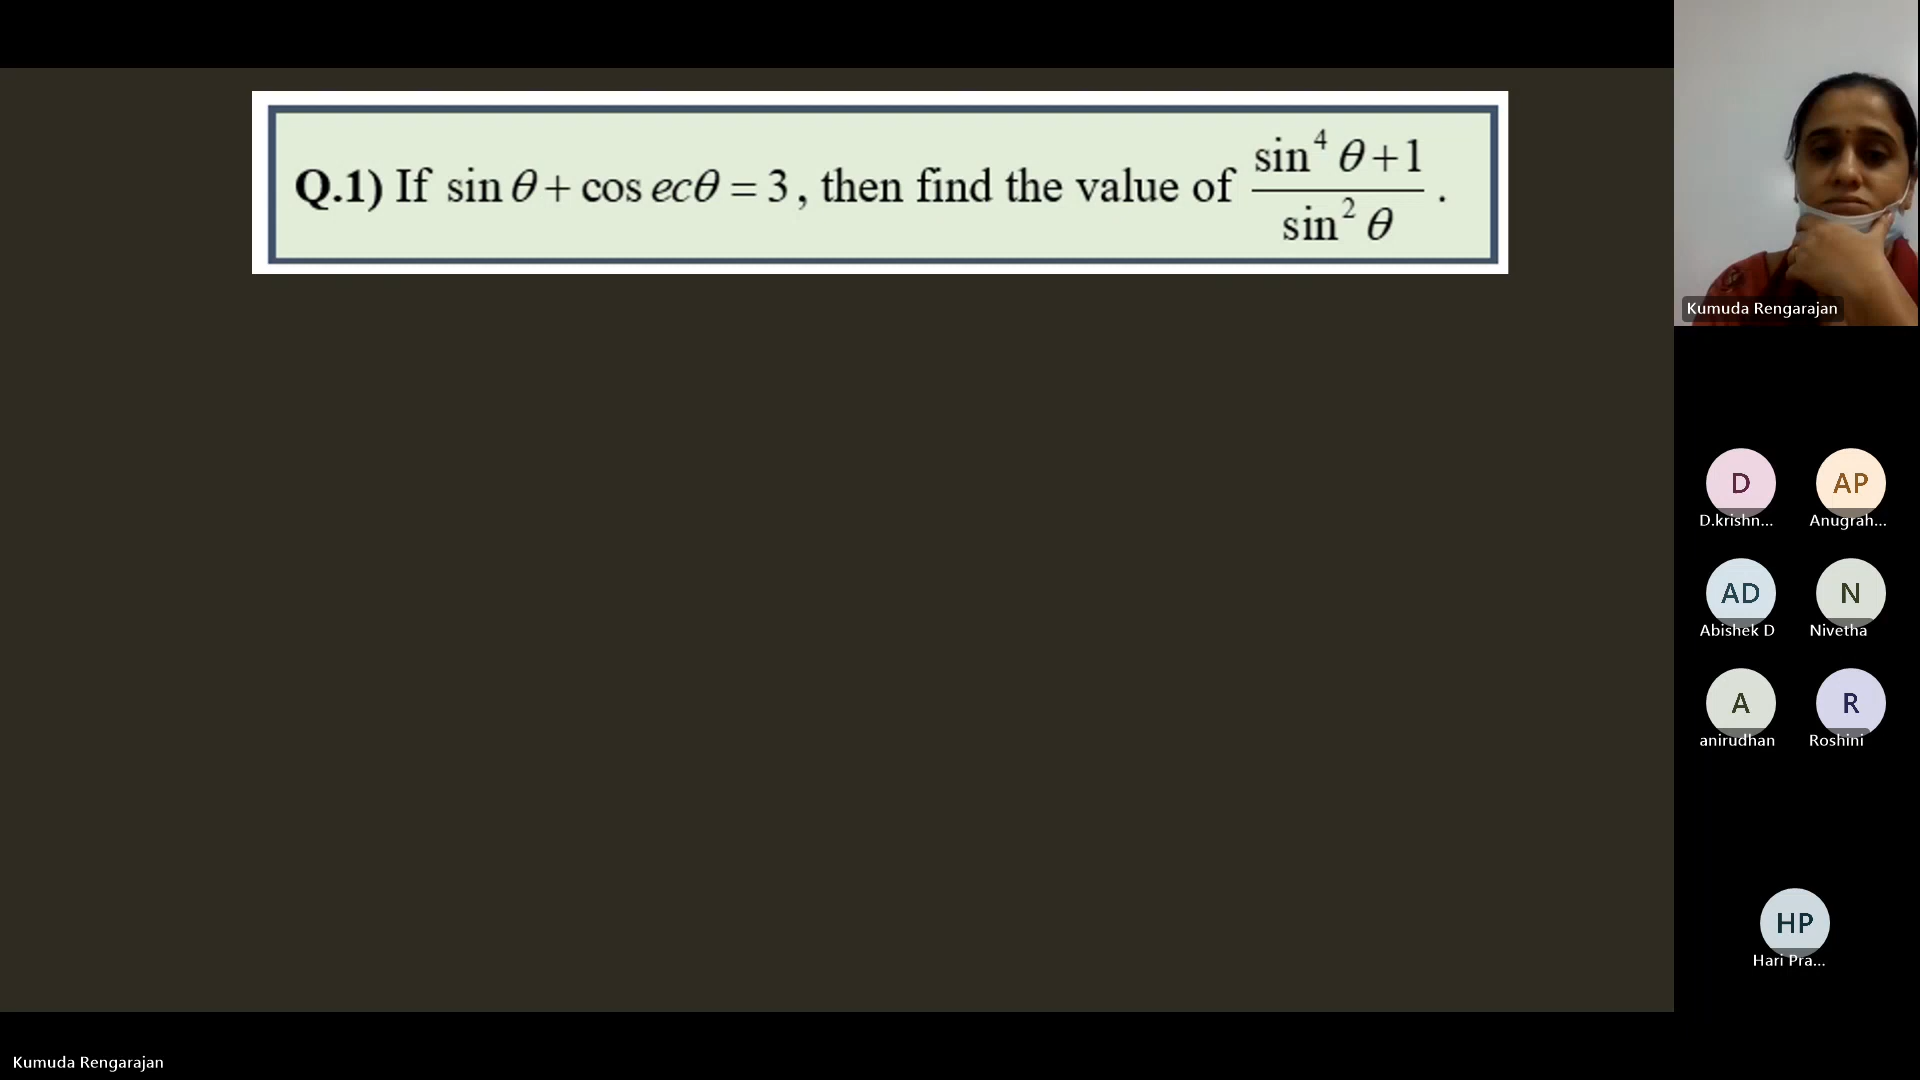 Q.1) If sin θ + cos ecθ = 3, then find the value of (sin⁴ θ + 1) / (sin² θ).
Kumuda Rengarajan
D
AP
D.krishn...
Anugrah...
AD
N
Abishek D
Nivetha
A
R
anirudhan
Roshini
HP
Hari Pra...
Kumuda Rengarajan